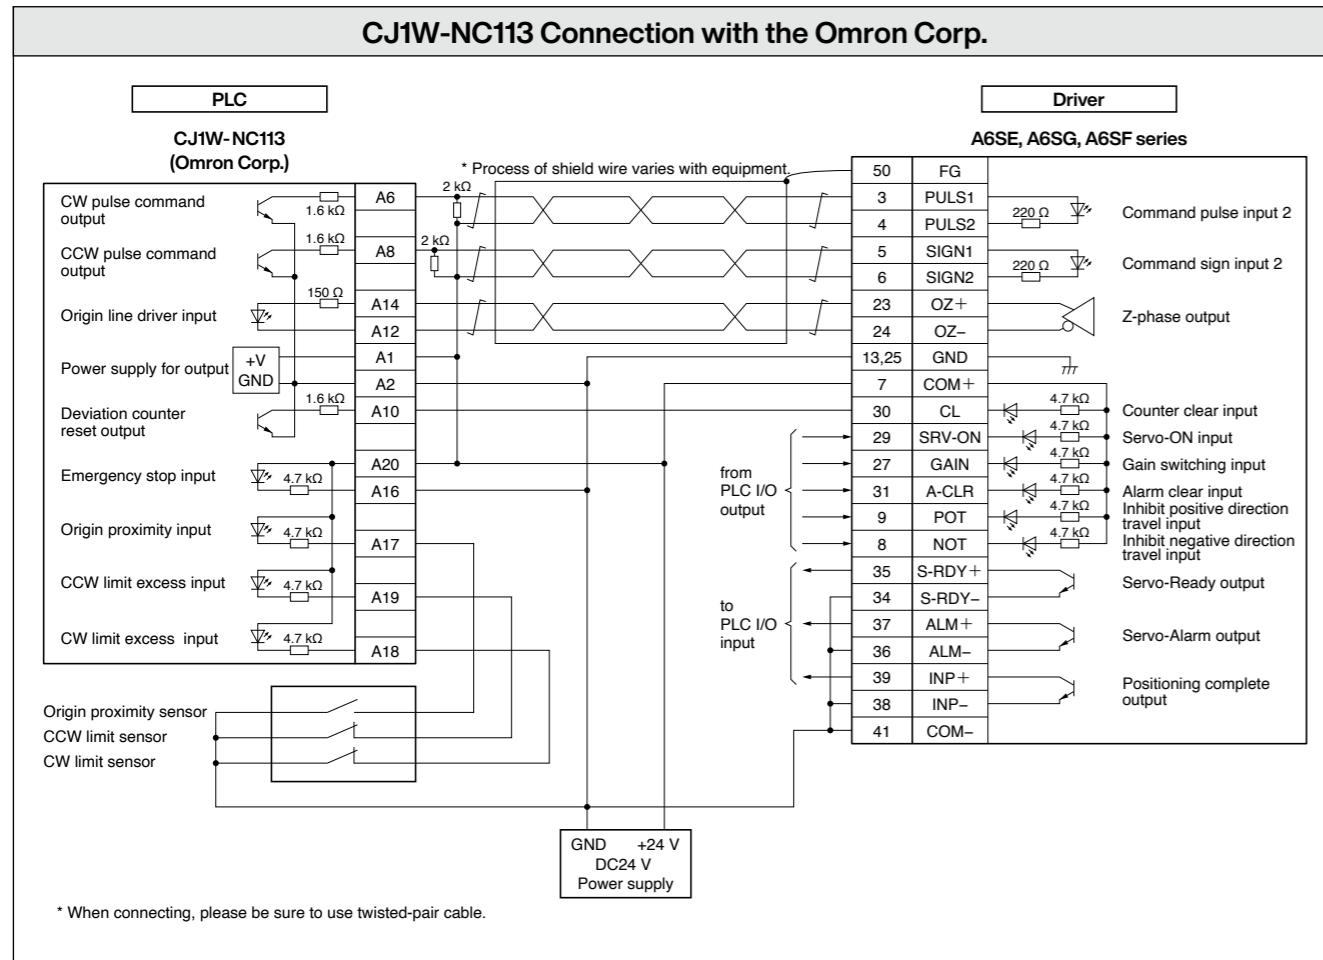 CJ1W-NC113 Connection with the Omron Corp.
PLC
Driver
CJ1W-NC113
(Omron Corp.)
A6SE, A6SG, A6SF series
* Process of shield wire varies with equipment.
CW pulse command
output
1.6 kΩ
A6
2 kΩ
CCW pulse command
output
1.6 kΩ
A8
2 kΩ
Origin line driver input
150 Ω
A14
A12
Power supply for output
+V
GND
A1
A2
Deviation counter
reset output
1.6 kΩ
A10
Emergency stop input
4.7 kΩ
A20
A16
Origin proximity input
4.7 kΩ
A17
CCW limit excess input
4.7 kΩ
A19
CW limit excess input
4.7 kΩ
A18
50 FG
3 PULS1
4 PULS2
220 Ω
Command pulse input 2
5 SIGN1
6 SIGN2
220 Ω
Command sign input 2
23 OZ+
24 OZ−
Z-phase output
13,25 GND
7 COM+
30 CL 4.7 kΩ Counter clear input
29 SRV-ON 4.7 kΩ Servo-ON input
27 GAIN 4.7 kΩ Gain switching input
31 A-CLR 4.7 kΩ Alarm clear input
9 POT 4.7 kΩ Inhibit positive direction
travel input
8 NOT 4.7 kΩ Inhibit negative direction
travel input
from
PLC I/O
output
35 S-RDY+
34 S-RDY−
Servo-Ready output
37 ALM+
36 ALM−
Servo-Alarm output
39 INP+
38 INP−
Positioning complete
output
41 COM−
to
PLC I/O
input
Origin proximity sensor
CCW limit sensor
CW limit sensor
GND +24 V
DC24 V
Power supply
* When connecting, please be sure to use twisted-pair cable.